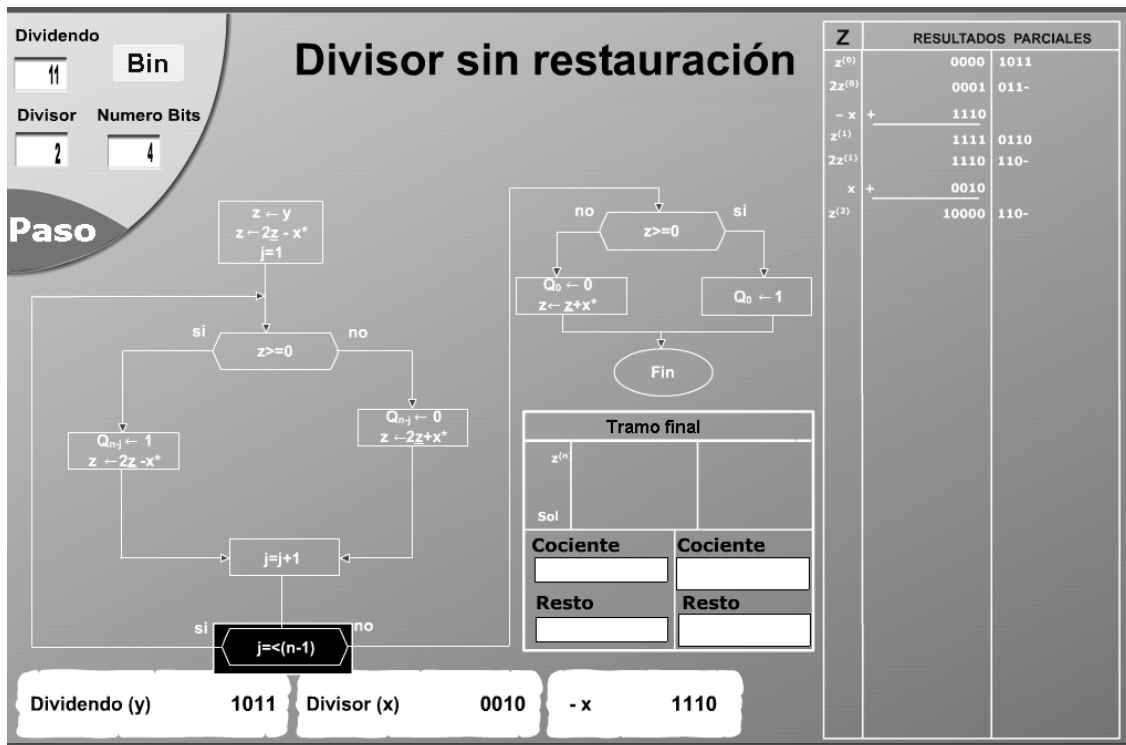 Dividendo
11
Bin
Divisor
Numero Bits
2
4
Paso
Divisor sin restauración
z ← y
z ← 2z - x*
j=1
si
no
z>=0
Qn-j ← 1
z ← 2z -x*
Qn-j ← 0
z ← 2z+x*
j=j+1
si
no
j=<(n-1)
no
si
z>=0
Q₀ ← 0
z← z+x*
Q₀ ← 1
Fin
Tramo final
z⁽ⁿ⁾
Sol
Cociente
Cociente
Resto
Resto
Z RESULTADOS PARCIALES
z⁽⁰⁾ 0000 1011
2z⁽⁰⁾ 0001 011-
- x + 1110
z⁽¹⁾ 1111 0110
2z⁽¹⁾ 1110 110-
x + 0010
z⁽²⁾ 10000 110-
Dividendo (y) 1011
Divisor (x) 0010
- x 1110